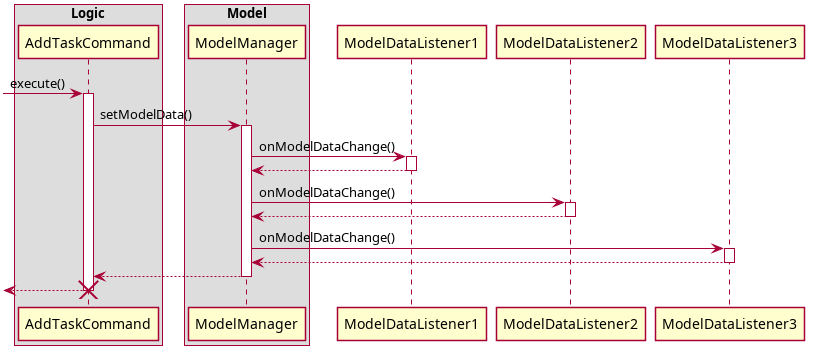 Logic
Model
AddTaskCommand
ModelManager
ModelDataListener1
ModelDataListener2
ModelDataListener3
execute()
setModelData()
onModelDataChange()
onModelDataChange()
onModelDataChange()
AddTaskCommand
ModelManager
ModelDataListener1
ModelDataListener2
ModelDataListener3